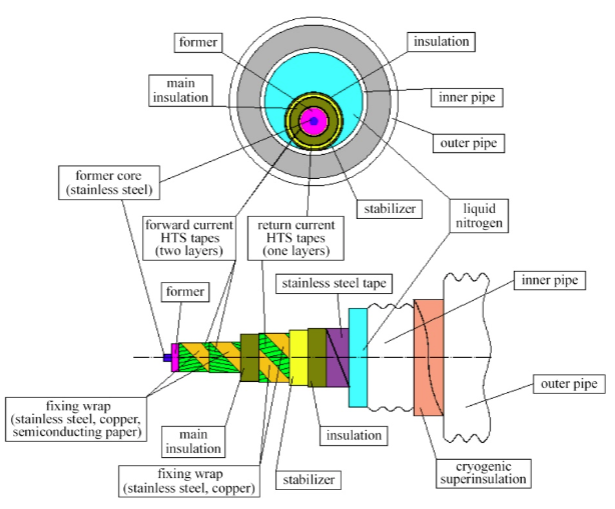 former
insulation
main
insulation
inner pipe
outer pipe
former core
(stainless steel)
stabilizer
liquid
nitrogen
forward current
HTS tapes
(two layers)
return current
HTS tapes
(one layers)
stainless steel tape
inner pipe
former
outer pipe
fixing wrap
(stainless steel, copper,
semiconducting paper)
main
insulation
insulation
fixing wrap
(stainless steel, copper)
stabilizer
cryogenic
superinsulation